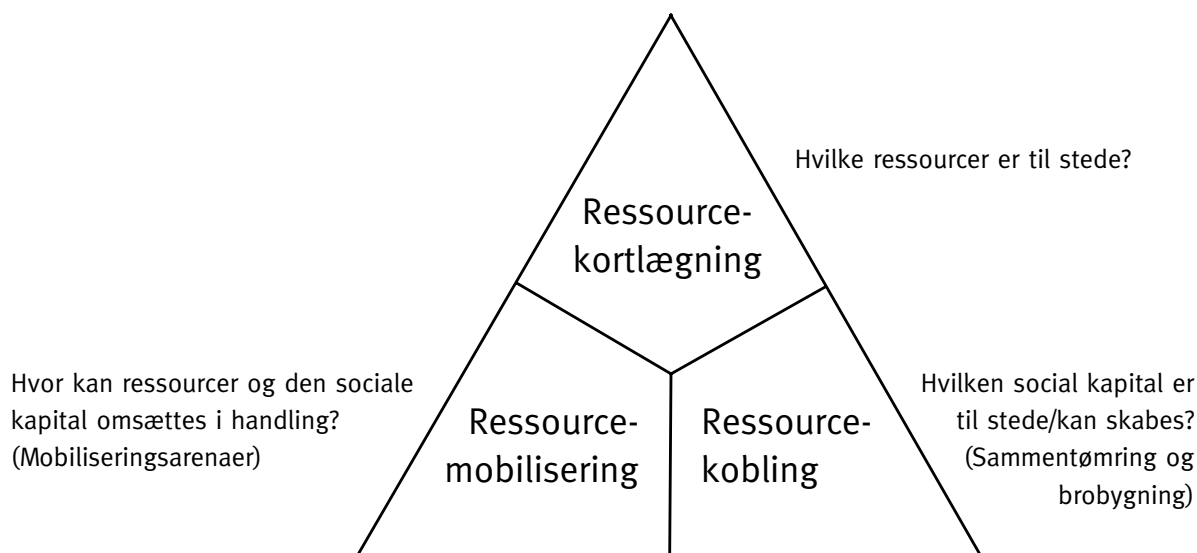 Hvilke ressourcer er til stede?
Ressource-
kortlægning
Hvor kan ressourcer og den sociale
kapital omsættes i handling?
(Mobiliseringsarenaer)
Ressource-
mobilisering
Ressource-
kobling
Hvilken social kapital er
til stede/kan skabes?
(Sammentømring og
brobygning)